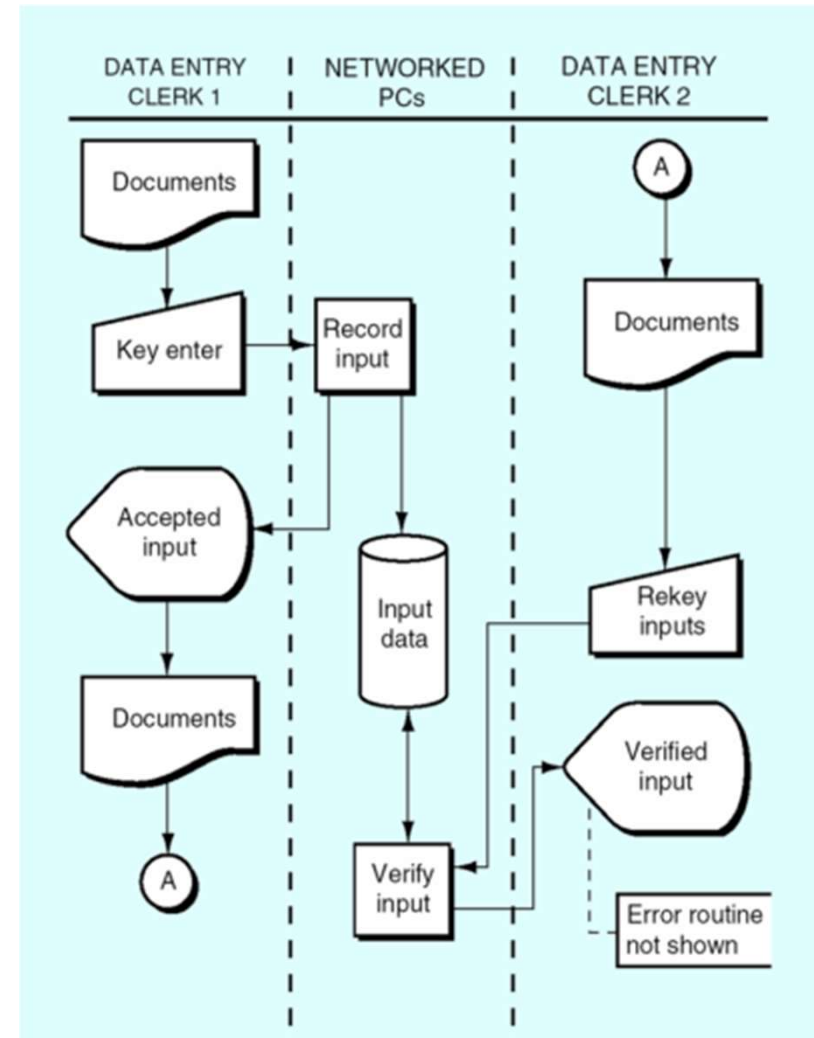 DATA ENTRY
CLERK 1
NETWORKED
PCs
DATA ENTRY
CLERK 2
Documents
Key enter
Record
input
Accepted
input
Input
data
Documents
A
Verify
input
A
Documents
Rekey
inputs
Verified
input
Error routine
not shown